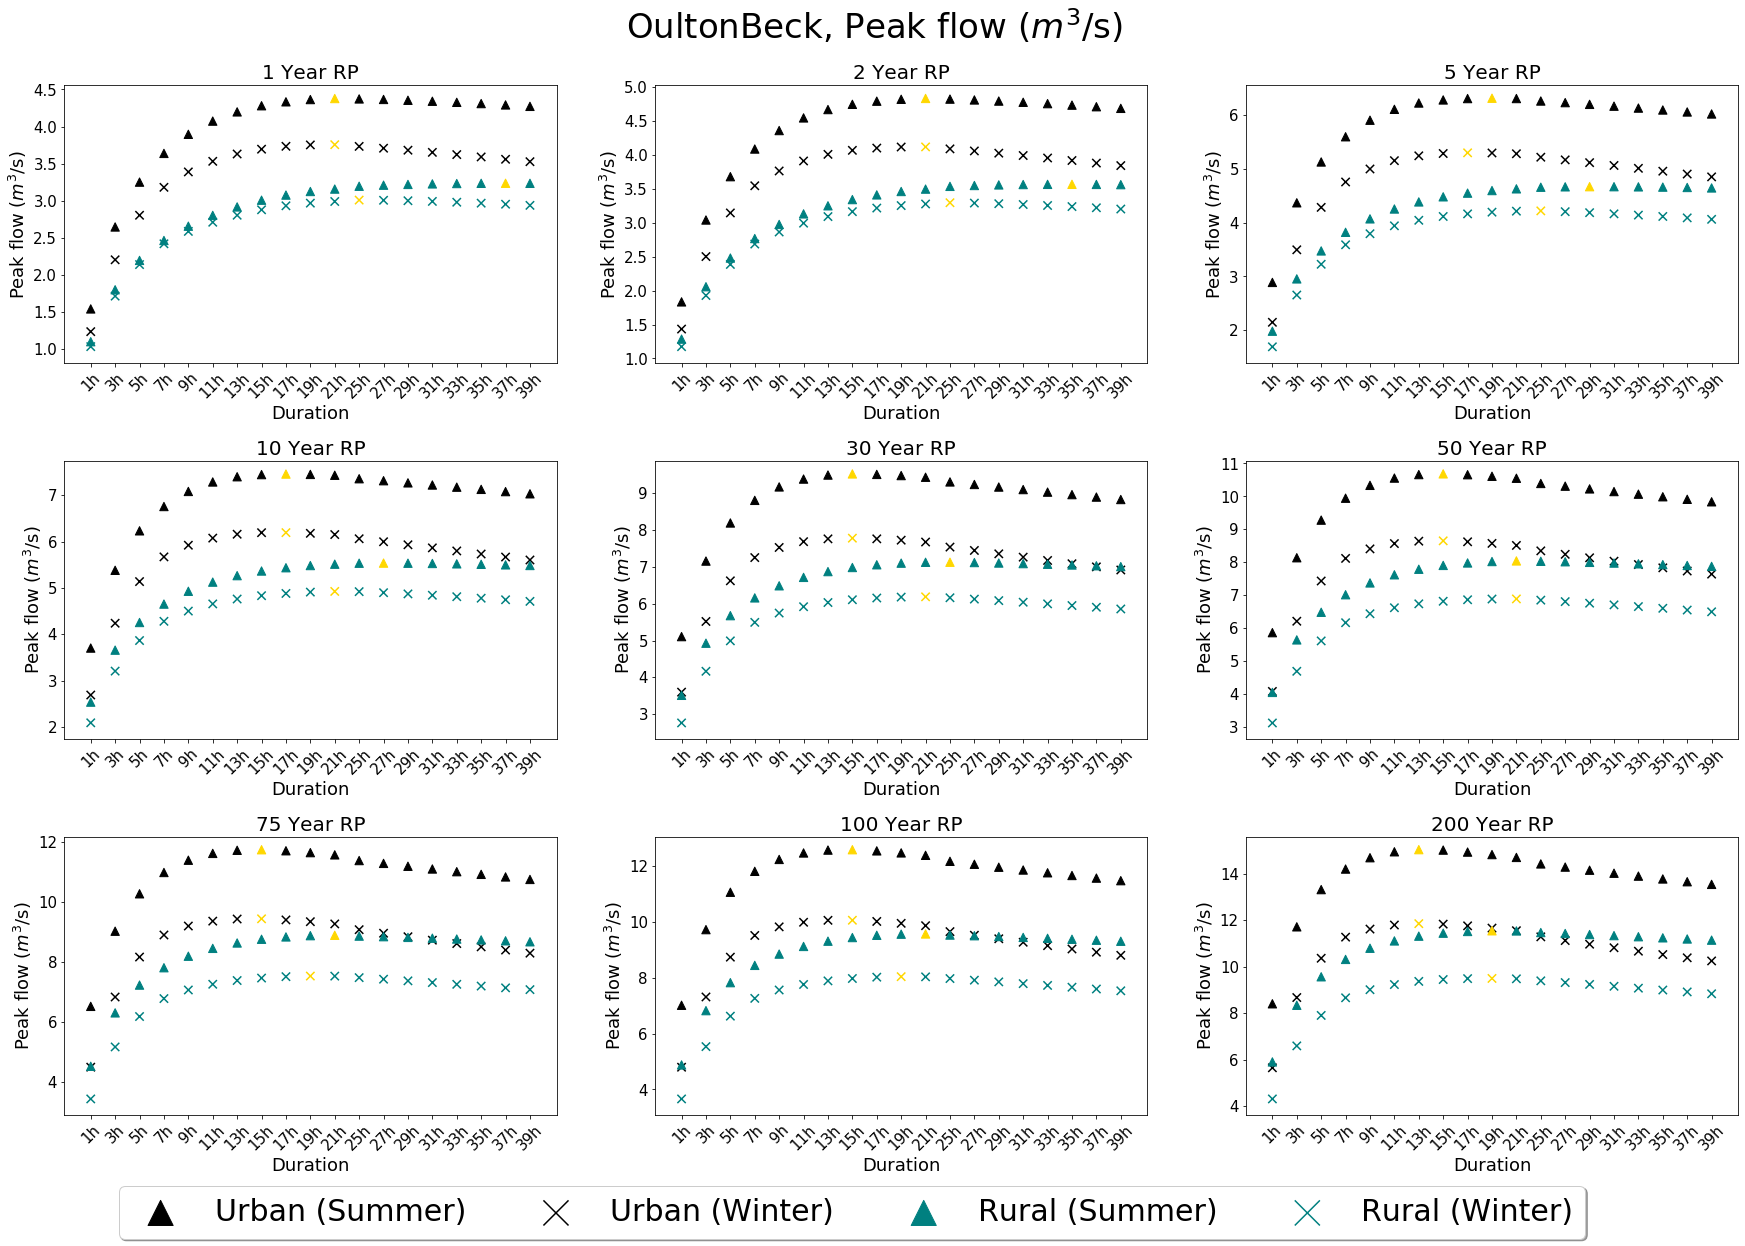 OultonBeck, Peak flow (m³/s)
1 Year RP
2 Year RP
5 Year RP
Peak flow (m³/s)
4.5
4.0
3.5
3.0
2.5
2.0
1.5
1.0
1h 3h 5h 7h 9h 11h 13h 15h 17h 19h 21h 25h 27h 29h 31h 33h 35h 37h 39h
Duration
Peak flow (m³/s)
5.0
4.5
4.0
3.5
3.0
2.5
2.0
1.5
1.0
1h 3h 5h 7h 9h 11h 13h 15h 17h 19h 21h 25h 27h 29h 31h 33h 35h 37h 39h
Duration
Peak flow (m³/s)
6
5
4
3
2
1h 3h 5h 7h 9h 11h 13h 15h 17h 19h 21h 25h 27h 29h 31h 33h 35h 37h 39h
Duration
10 Year RP
30 Year RP
50 Year RP
Peak flow (m³/s)
7
6
5
4
3
2
1h 3h 5h 7h 9h 11h 13h 15h 17h 19h 21h 25h 27h 29h 31h 33h 35h 37h 39h
Duration
Peak flow (m³/s)
9
8
7
6
5
4
3
1h 3h 5h 7h 9h 11h 13h 15h 17h 19h 21h 25h 27h 29h 31h 33h 35h 37h 39h
Duration
Peak flow (m³/s)
11
10
9
8
7
6
5
4
3
1h 3h 5h 7h 9h 11h 13h 15h 17h 19h 21h 25h 27h 29h 31h 33h 35h 37h 39h
Duration
75 Year RP
100 Year RP
200 Year RP
Peak flow (m³/s)
12
10
8
6
4
1h 3h 5h 7h 9h 11h 13h 15h 17h 19h 21h 25h 27h 29h 31h 33h 35h 37h 39h
Duration
Peak flow (m³/s)
12
10
8
6
4
1h 3h 5h 7h 9h 11h 13h 15h 17h 19h 21h 25h 27h 29h 31h 33h 35h 37h 39h
Duration
Peak flow (m³/s)
14
12
10
8
6
4
1h 3h 5h 7h 9h 11h 13h 15h 17h 19h 21h 25h 27h 29h 31h 33h 35h 37h 39h
Duration
Urban (Summer) Urban (Winter) Rural (Summer) Rural (Winter)